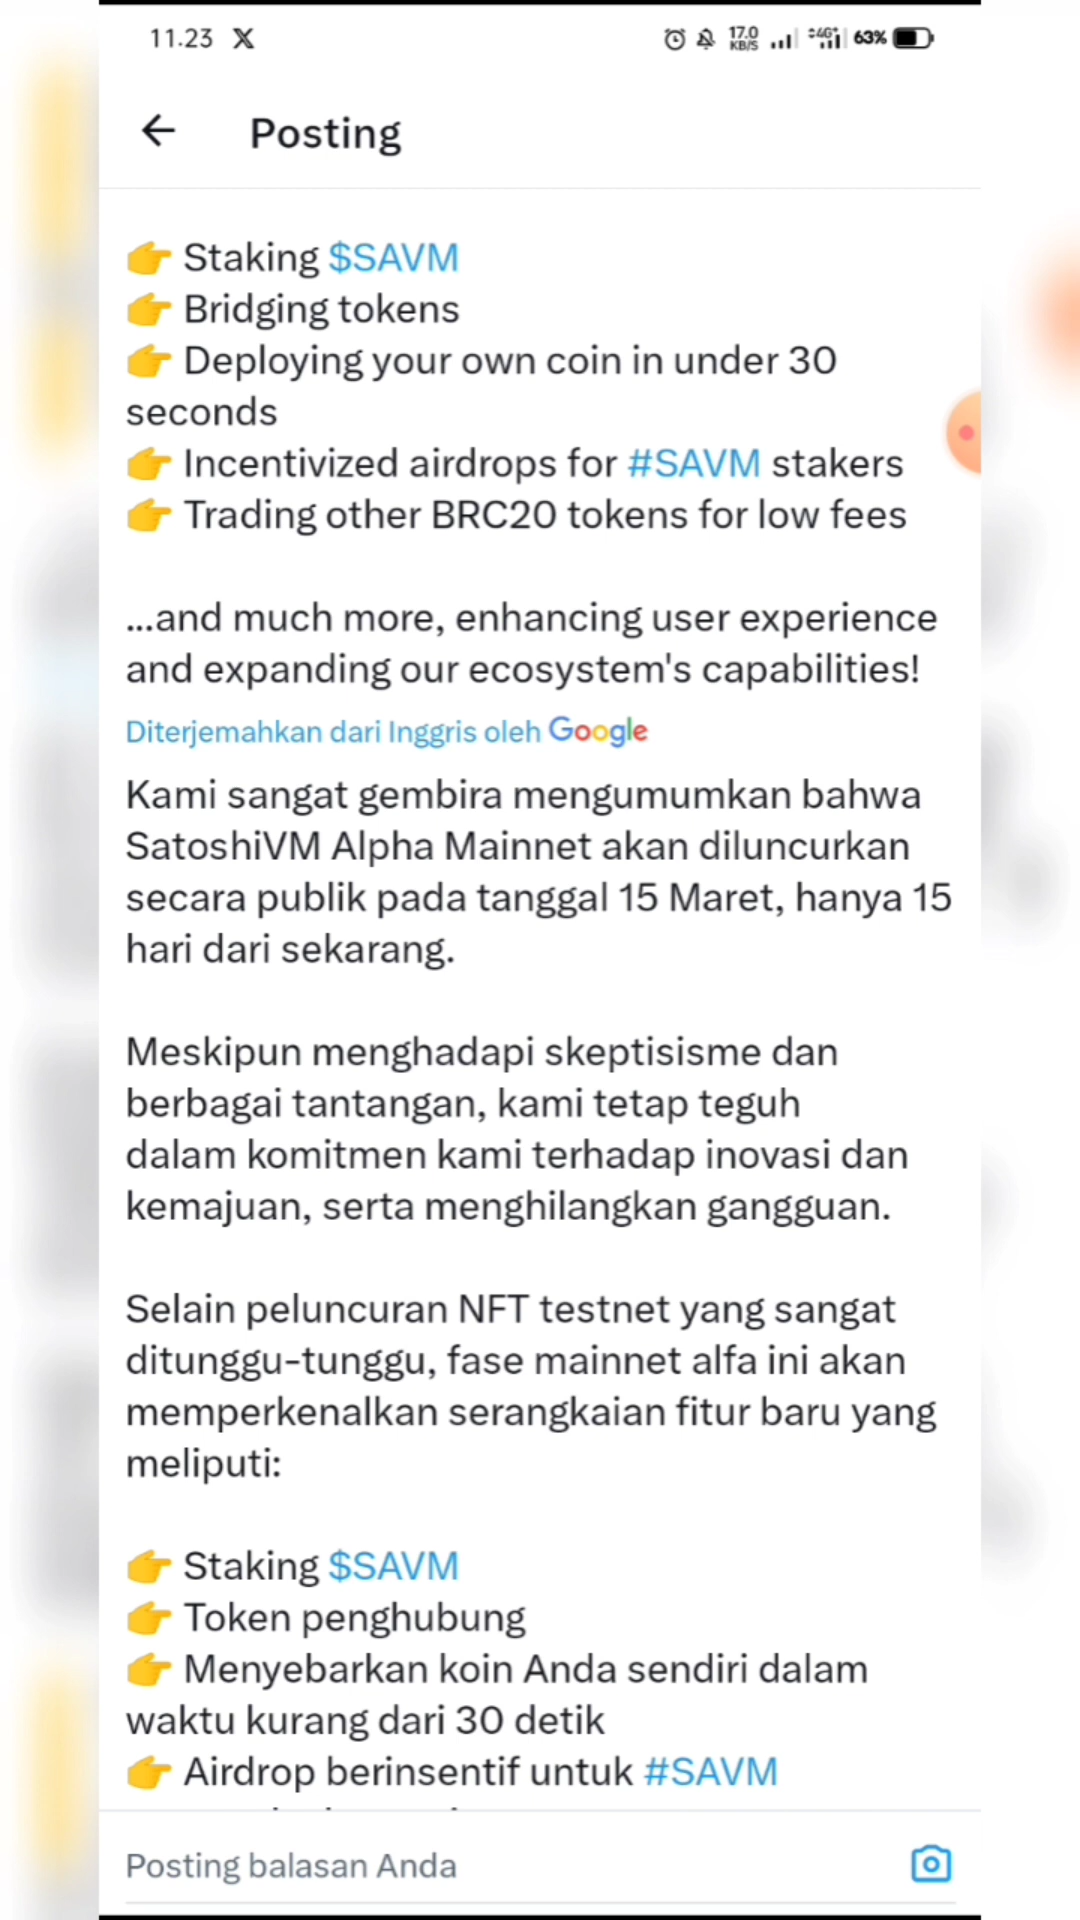 11.23 X 17.0 KB/S 4G+ 63%
Posting
👉 Staking $SAVM
👉 Bridging tokens
👉 Deploying your own coin in under 30
seconds
👉 Incentivized airdrops for #SAVM stakers
👉 Trading other BRC20 tokens for low fees
...and much more, enhancing user experience
and expanding our ecosystem's capabilities!
Diterjemahkan dari Inggris oleh Google
Kami sangat gembira mengumumkan bahwa
SatoshiVM Alpha Mainnet akan diluncurkan
secara publik pada tanggal 15 Maret, hanya 15
hari dari sekarang.
Meskipun menghadapi skeptisisme dan
berbagai tantangan, kami tetap teguh
dalam komitmen kami terhadap inovasi dan
kemajuan, serta menghilangkan gangguan.
Selain peluncuran NFT testnet yang sangat
ditunggu-tunggu, fase mainnet alfa ini akan
memperkenalkan serangkaian fitur baru yang
meliputi:
👉 Staking $SAVM
👉 Token penghubung
👉 Menyebarkan koin Anda sendiri dalam
waktu kurang dari 30 detik
👉 Airdrop berinsentif untuk #SAVM
Posting balasan Anda